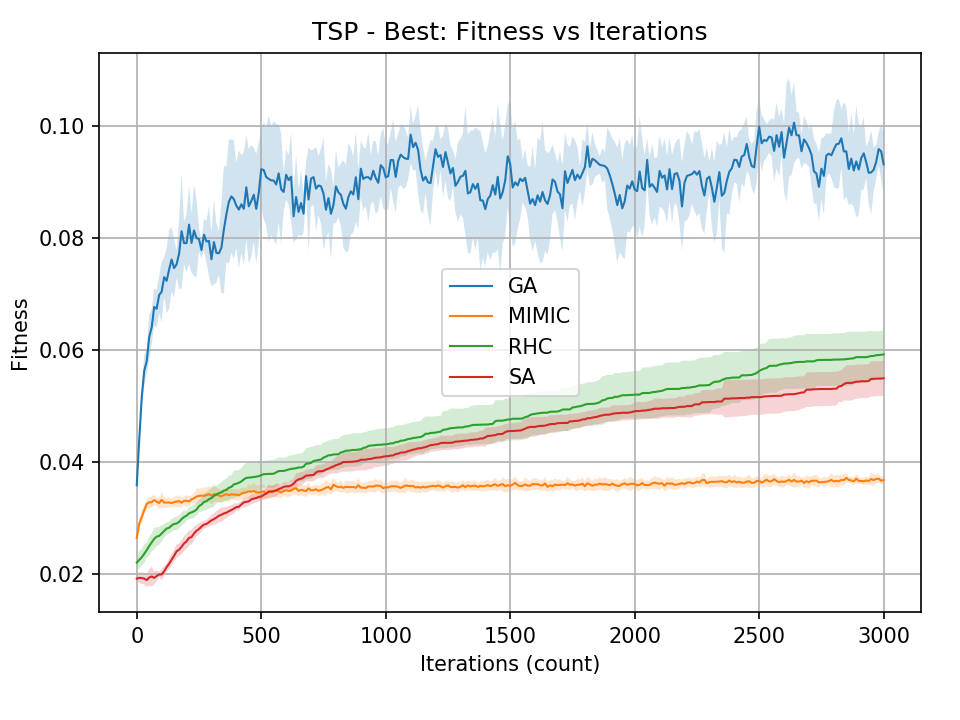 TSP - Best: Fitness vs Iterations
Fitness
0.10
0.08
0.06
0.04
0.02
GA
MIMIC
RHC
SA
0 500 1000 1500 2000 2500 3000
Iterations (count)